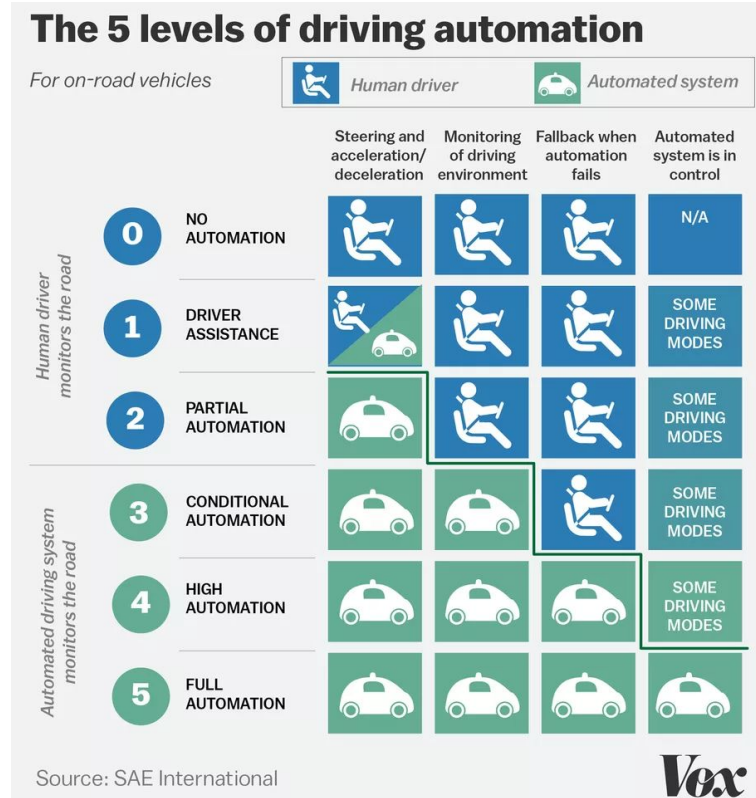 The 5 levels of driving automation
For on-road vehicles
Human driver
Automated system
Steering and
acceleration/
deceleration
Monitoring
of driving
environment
Fallback when
automation
fails
Automated
system is in
control
Human driver
monitors the road
0
NO
AUTOMATION
N/A
1
DRIVER
ASSISTANCE
SOME
DRIVING
MODES
2
PARTIAL
AUTOMATION
SOME
DRIVING
MODES
Automated driving system
monitors the road
3
CONDITIONAL
AUTOMATION
SOME
DRIVING
MODES
4
HIGH
AUTOMATION
SOME
DRIVING
MODES
5
FULL
AUTOMATION
Source: SAE International
Vox